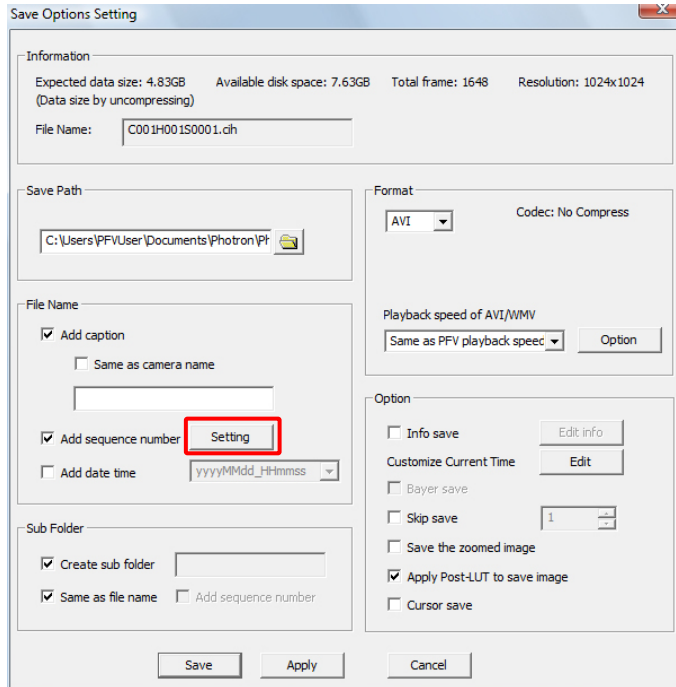 Save Options Setting
Information
Expected data size: 4.83GB Available disk space: 7.63GB Total frame: 1648 Resolution: 1024x1024
(Data size by uncompressing)
File Name: C001H001S0001.cih
Save Path
C:\Users\PFVUser\Documents\Photron\Ph
Format
AVI Codec: No Compress
Playback speed of AVI/WMV
Same as PFV playback speed Option
File Name
Add caption
Same as camera name
Add sequence number Setting
Add date time yyyyMMdd_HHmmss
Sub Folder
Create sub folder
Same as file name Add sequence number
Option
Info save Edit info
Customize Current Time Edit
Bayer save
Skip save 1
Save the zoomed image
Apply Post-LUT to save image
Cursor save
Save Apply Cancel